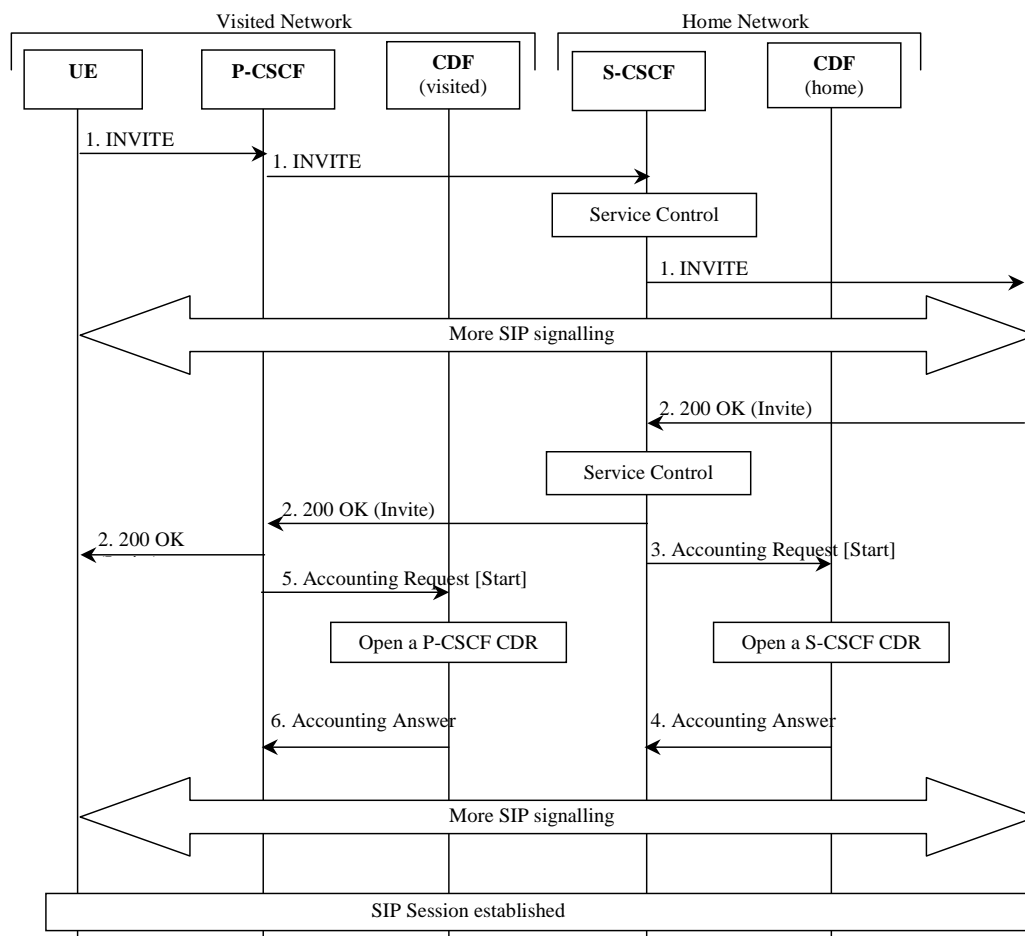 Visited Network
Home Network
UE
P-CSCF
CDF
(visited)
S-CSCF
CDF
(home)
1. INVITE
1. INVITE
Service Control
1. INVITE
More SIP signalling
2. 200 OK (Invite)
Service Control
2. 200 OK (Invite)
2. 200 OK
3. Accounting Request [Start]
5. Accounting Request [Start]
Open a P-CSCF CDR
Open a S-CSCF CDR
6. Accounting Answer
4. Accounting Answer
More SIP signalling
SIP Session established